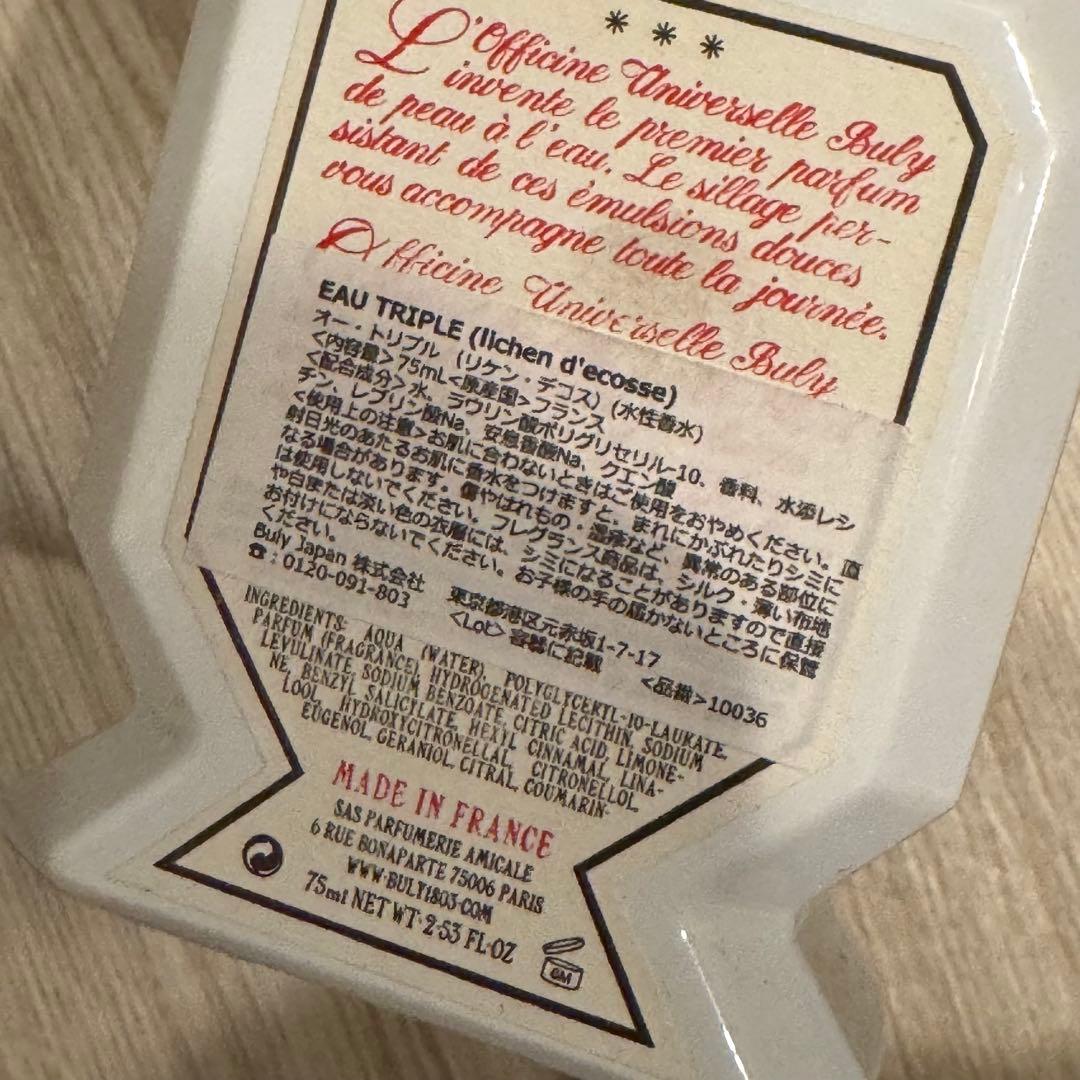 * * *
L'Officine Universelle Buly
invente le premier parfum
de peau à l'eau. Le sillage per-
sistant de ces émulsions douces
vous accompagne toute la journée.
Officine Universelle Buly
EAU TRIPLE (lichen d'ecosse)
オー・トリプル (リケン・デコス) (水性香水)
<内容量>75mL<原産国>フランス
<配合成分>水、ラウリン酸ポリグリセリル-10、香料、水添レシ
チン、レブリン酸Na、安息香酸Na、クエン酸
<使用上の注意>お肌に合わないときはご使用をおやめください。直
射日光のあたるお肌に香水をつけますと、まれにかぶれたりシミに
なる場合があります。傷やはれもの・湿疹など、異常のある部位に
は使用しないでください。フレグランス商品は、シルク・薄い布地
や白または淡い色の衣服には、シミになることがありますので直接
お付けにならないでください。お子様の手の届かないところに保管
ください。
Buly Japan 株式会社 東京都港区元赤坂1-7-17
☎:0120-091-803 <Lot>容器に記載 <品番>10036
INGREDIENTS: AQUA (WATER), POLYGLYCERYL-10-LAURATE,
PARFUM (FRAGRANCE) HYDROGENATED LECITHIN, SODIUM
LEVULINATE, SODIUM BENZOATE, CITRIC ACID, LIMONE-
NE, BENZYL SALICYLATE, HEXYL CINNAMAL, LINA-
LOOL, HYDROXYCITRONELLAL, CITRONELLOL,
EUGENOL, GERANIOL, CITRAL, COUMARIN·
MADE IN FRANCE
SAS PARFUMERIE AMICALE
6 RUE BONAPARTE 75006 PARIS
WWW·BULY1803·COM
75ml NET WT· 2·53 FL·OZ
6M